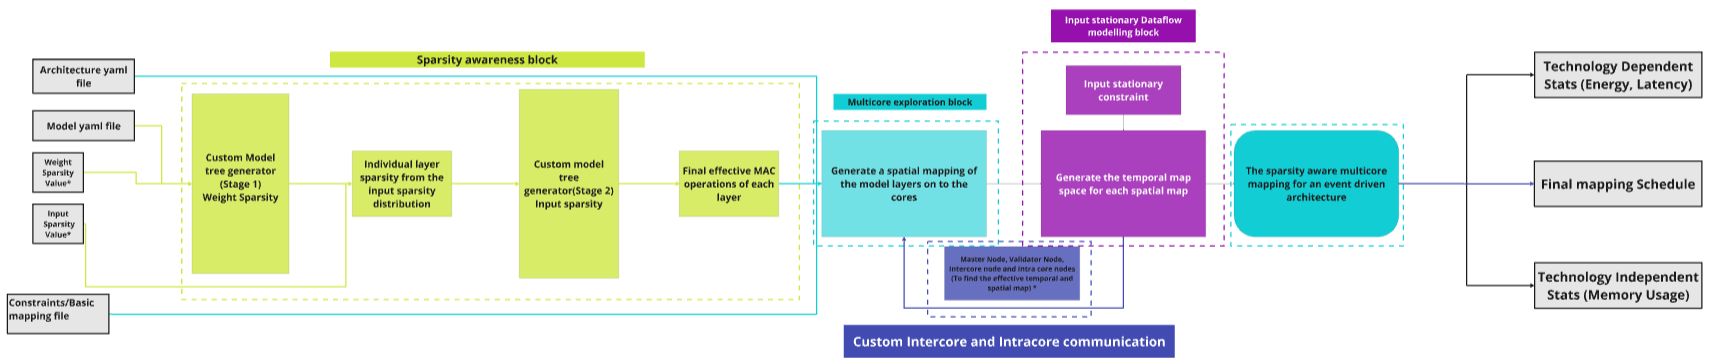 Input stationary Dataflow
modelling block
Sparsity awareness block
Architecture yaml
file
Model yaml file
Weight
Sparsity
Value*
Input
Sparsity
Value*
Constraints/Basic
mapping file
Custom Model
tree generator
(Stage 1)
Weight Sparsity
Individual layer
sparsity from the
input sparsity
distribution
Custom model
tree
generator(Stage 2)
Input sparsity
Final effective MAC
operations of each
layer
Multicore exploration block
Generate a spatial mapping of
the model layers on to the
cores
Input stationary
constraint
Generate the temporal map
space for each spatial map
Master Node, Validator Node,
Intercore node and Intra core nodes
(To find the effective temporal and
spatial map) *
Custom Intercore and Intracore communication
The sparsity aware multicore
mapping for an event driven
architecture
Technology Dependent
Stats (Energy, Latency)
Final mapping Schedule
Technology Independent
Stats (Memory Usage)